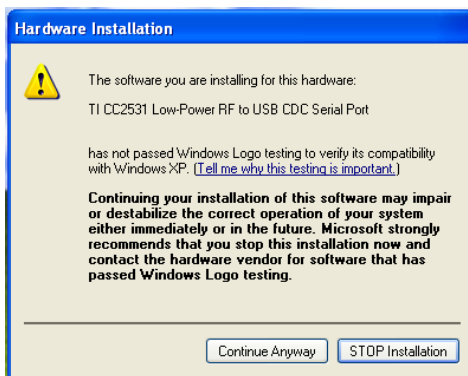 Hardware Installation
The software you are installing for this hardware:
TI CC2531 Low-Power RF to USB CDC Serial Port
has not passed Windows Logo testing to verify its compatibility
with Windows XP. (Tell me why this testing is important.)
Continuing your installation of this software may impair
or destabilize the correct operation of your system
either immediately or in the future. Microsoft strongly
recommends that you stop this installation now and
contact the hardware vendor for software that has
passed Windows Logo testing.
Continue Anyway
STOP Installation